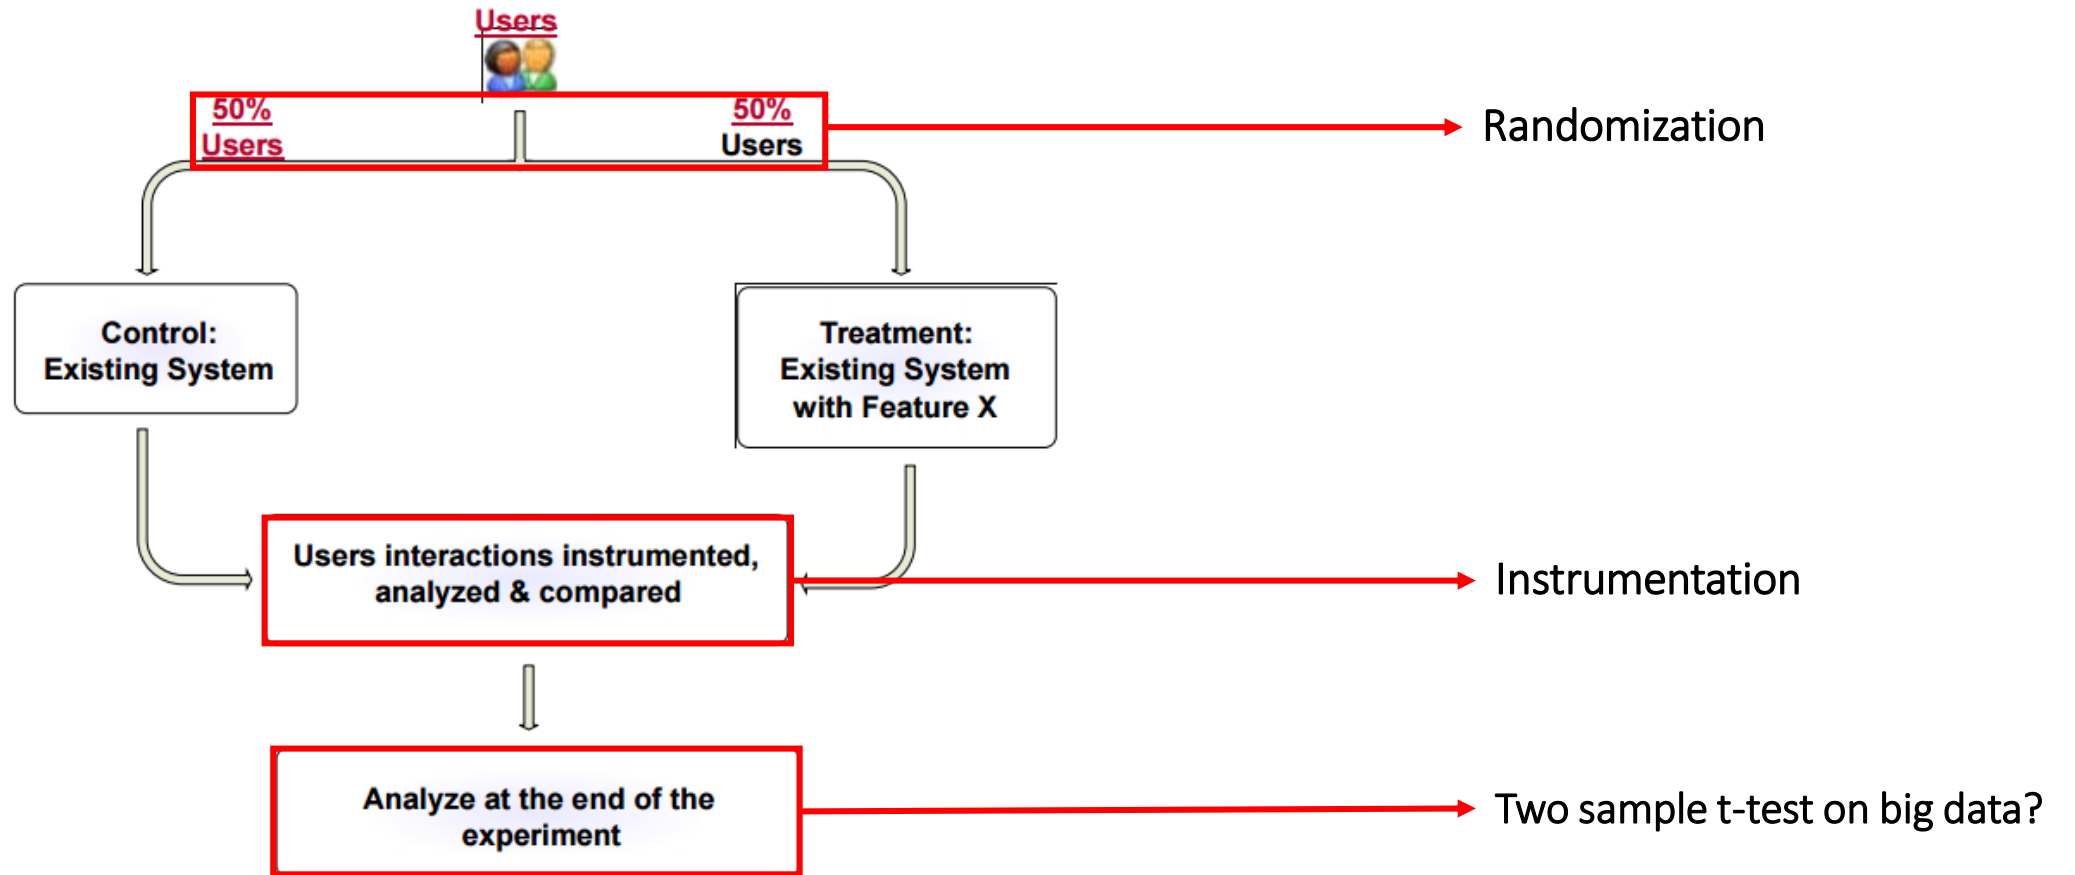 Users
50%
Users
50%
Users
Randomization
Control:
Existing System
Treatment:
Existing System
with Feature X
Users interactions instrumented,
analyzed & compared
Instrumentation
Analyze at the end of the
experiment
Two sample t-test on big data?